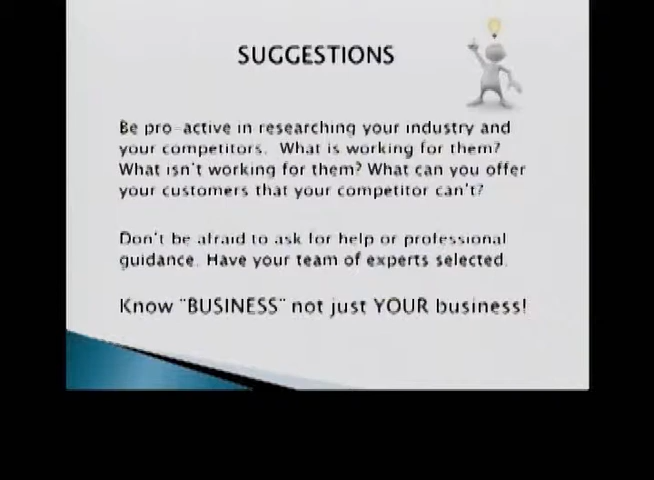 SUGGESTIONS
Be pro-active in researching your industry and
your competitors. What is working for them?
What isn't working for them? What can you offer
your customers that your competitor can't?
Don't be afraid to ask for help or professional
guidance. Have your team of experts selected.
Know "BUSINESS" not just YOUR business!